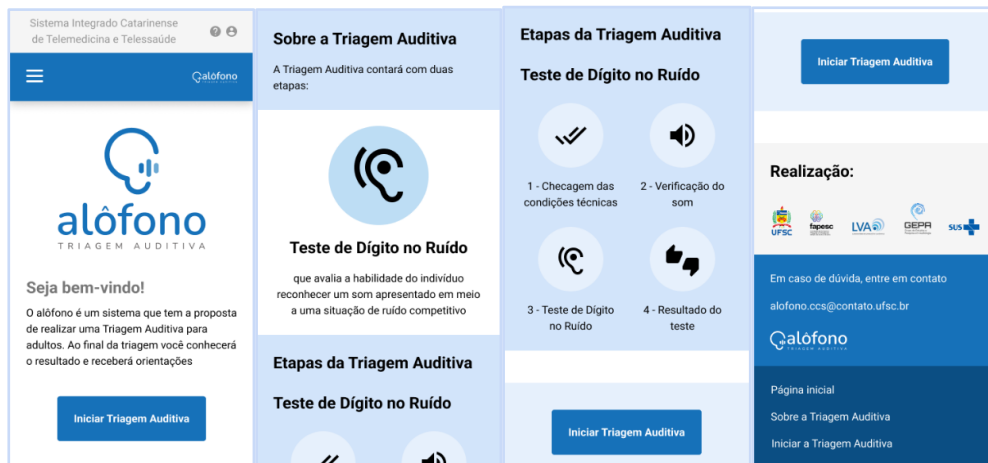 Sistema Integrado Catarinense
de Telemedicina e Telessaúde
alôfono
alôfono
TRIAGEM AUDITIVA
Seja bem-vindo!
O alôfono é um sistema que tem a proposta
de realizar uma Triagem Auditiva para
adultos. Ao final da triagem você conhecerá
o resultado e receberá orientações
Iniciar Triagem Auditiva
Sobre a Triagem Auditiva
A Triagem Auditiva contará com duas
etapas:
Teste de Dígito no Ruído
que avalia a habilidade do indivíduo
reconhecer um som apresentado em meio
a uma situação de ruído competitivo
Etapas da Triagem Auditiva
Teste de Dígito no Ruído
Etapas da Triagem Auditiva
Teste de Dígito no Ruído
1 - Checagem das
condições técnicas
2 - Verificação do
som
3 - Teste de Dígito
no Ruído
4 - Resultado do
teste
Iniciar Triagem Auditiva
Iniciar Triagem Auditiva
Realização:
UFSC
fapesc
LVA
GEPA
SUS
Em caso de dúvida, entre em contato
alofono.ccs@contato.ufsc.br
alôfono
TRIAGEM AUDITIVA
Página inicial
Sobre a Triagem Auditiva
Iniciar a Triagem Auditiva